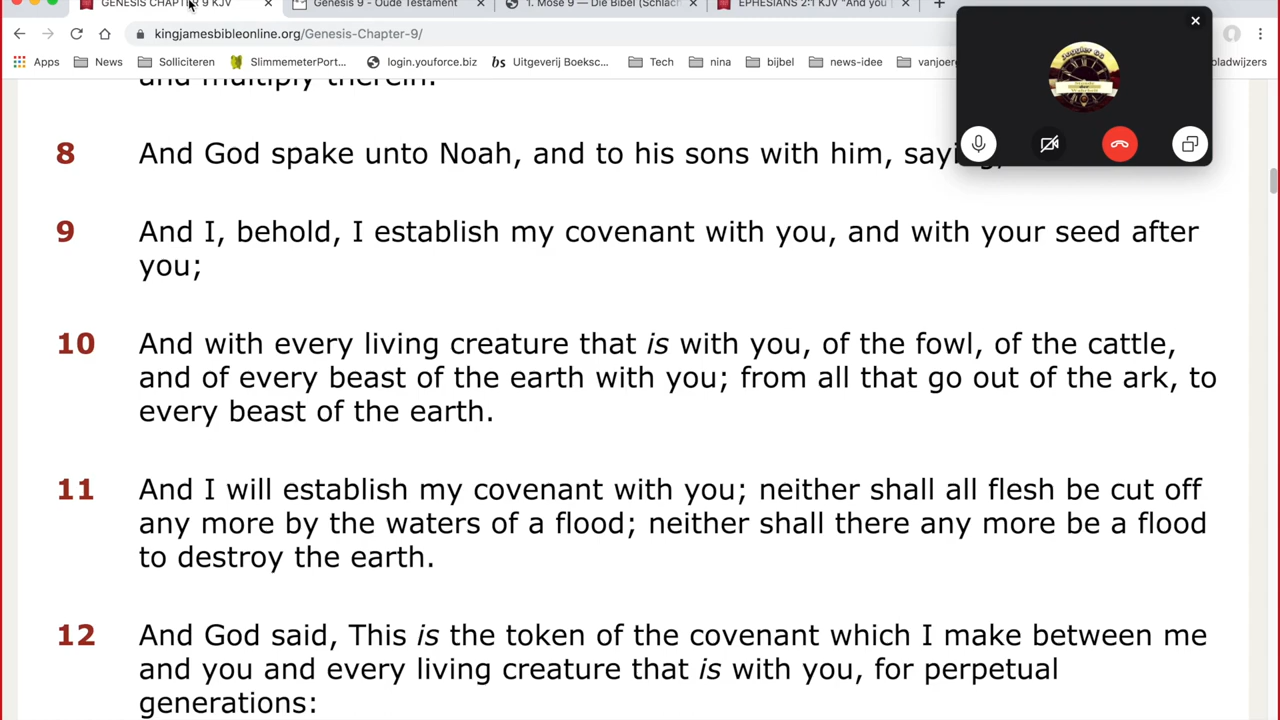 GENESIS CHAPTER 9 KJV
Genesis 9 - Oude Testament
1. Mose 9 — Die Bibel (Schlach
EPHESIANS 2:1 KJV "And you
kingjamesbibleonline.org/Genesis-Chapter-9/
Apps News Solliciteren SlimmemeterPort... login.youforce.biz bs Uitgeverij Boeksc... Tech nina bijbel news-idee vanjoerg bladwijzers
and multiply therein.
8 And God spake unto Noah, and to his sons with him, saying,
9 And I, behold, I establish my covenant with you, and with your seed after
you;
10 And with every living creature that is with you, of the fowl, of the cattle,
and of every beast of the earth with you; from all that go out of the ark, to
every beast of the earth.
11 And I will establish my covenant with you; neither shall all flesh be cut off
any more by the waters of a flood; neither shall there any more be a flood
to destroy the earth.
12 And God said, This is the token of the covenant which I make between me
and you and every living creature that is with you, for perpetual
generations: